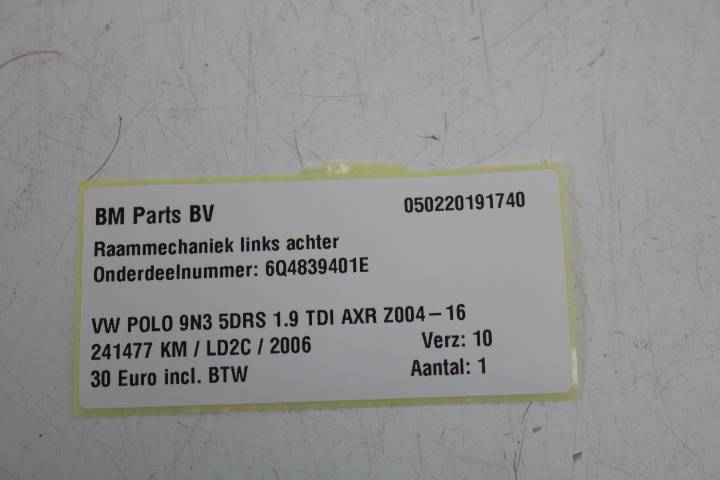 BM Parts BV 050220191740
Raammechaniek links achter
Onderdeelnummer: 6Q4839401E
VW POLO 9N3 5DRS 1.9 TDI AXR Z004-16
241477 KM / LD2C / 2006 Verz: 10
30 Euro incl. BTW Aantal: 1